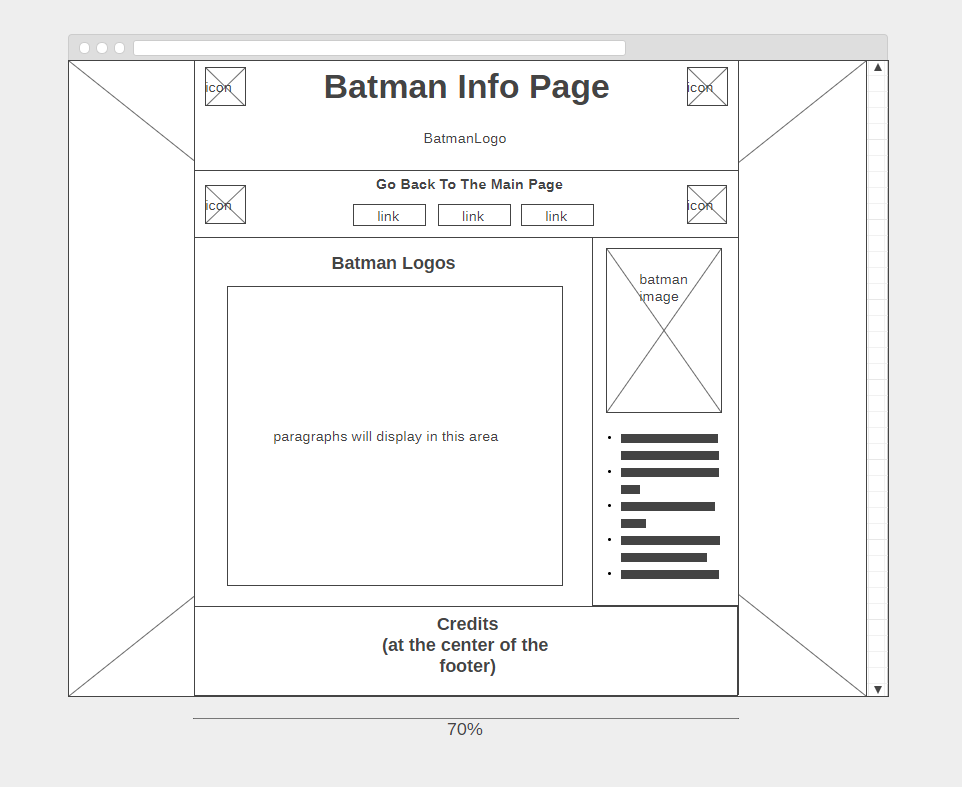 icon
Batman Info Page
icon
BatmanLogo
Go Back To The Main Page
icon
link
link
link
icon
Batman Logos
batman
image
paragraphs will display in this area
Credits
(at the center of the
footer)
70%